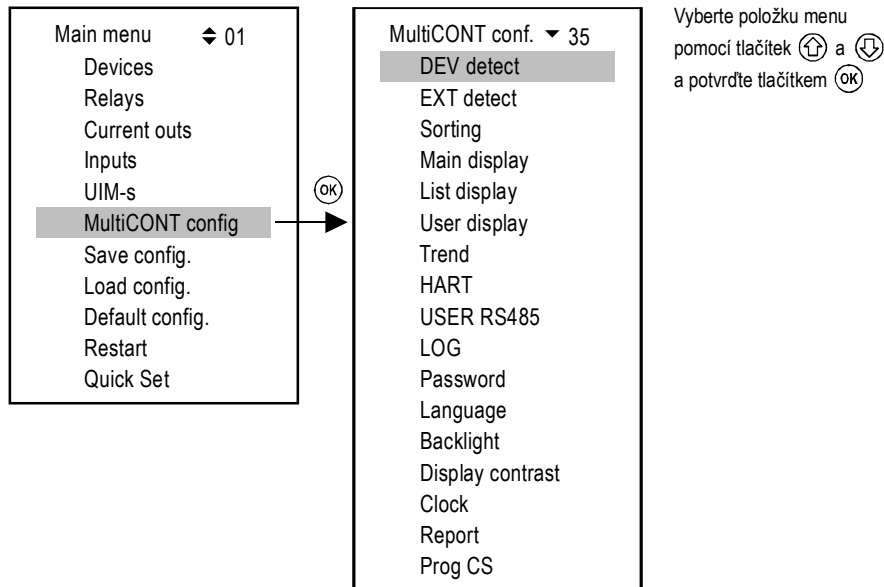 Main menu 01
Devices
Relays
Current outs
Inputs
UIM-s
MultiCONT config
Save config.
Load config.
Default config.
Restart
Quick Set
OK
MultiCONT conf. 35
DEV detect
EXT detect
Sorting
Main display
List display
User display
Trend
HART
USER RS485
LOG
Password
Language
Backlight
Display contrast
Clock
Report
Prog CS
Vyberte položku menu
pomocí tlačítek ⇧ a ⇩
a potvrďte tlačítkem OK